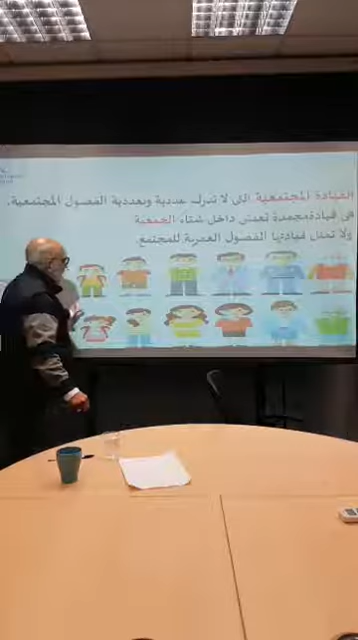 القيادة المجتمعية التي لا تدرك عددية وتعددية الفصول المجتمعية،
هي قيادة مجمدة تعيش داخل شتاء الجمعية
ولا تمثل قيادتها الفصول العمرية للمجتمع.